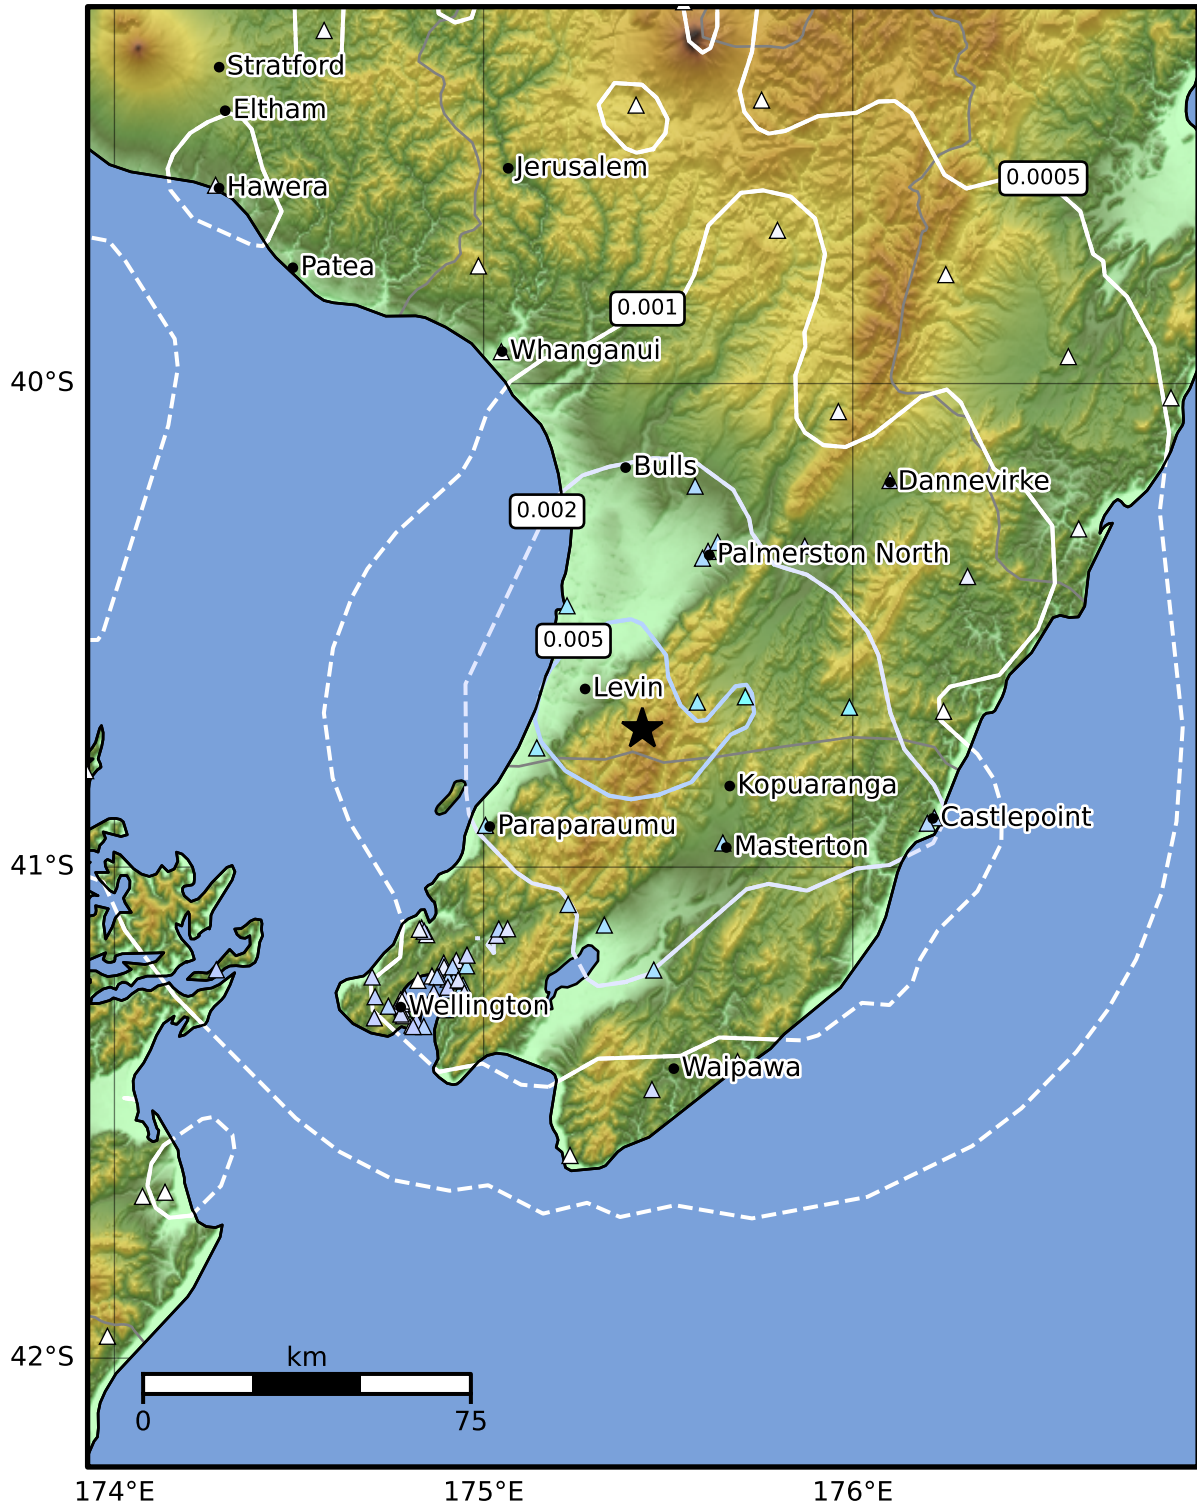 Stratford
Eltham
Jerusalem
Hawera
0.0005
Patea
0.001
Whanganui
40°S
Bulls
Dannevirke
0.002
Palmerston North
0.005
Levin
Kopuaranga
Castlepoint
Paraparaumu
Masterton
41°S
Wellington
Waipawa
42°S
km
0
75
174°E
175°E
176°E